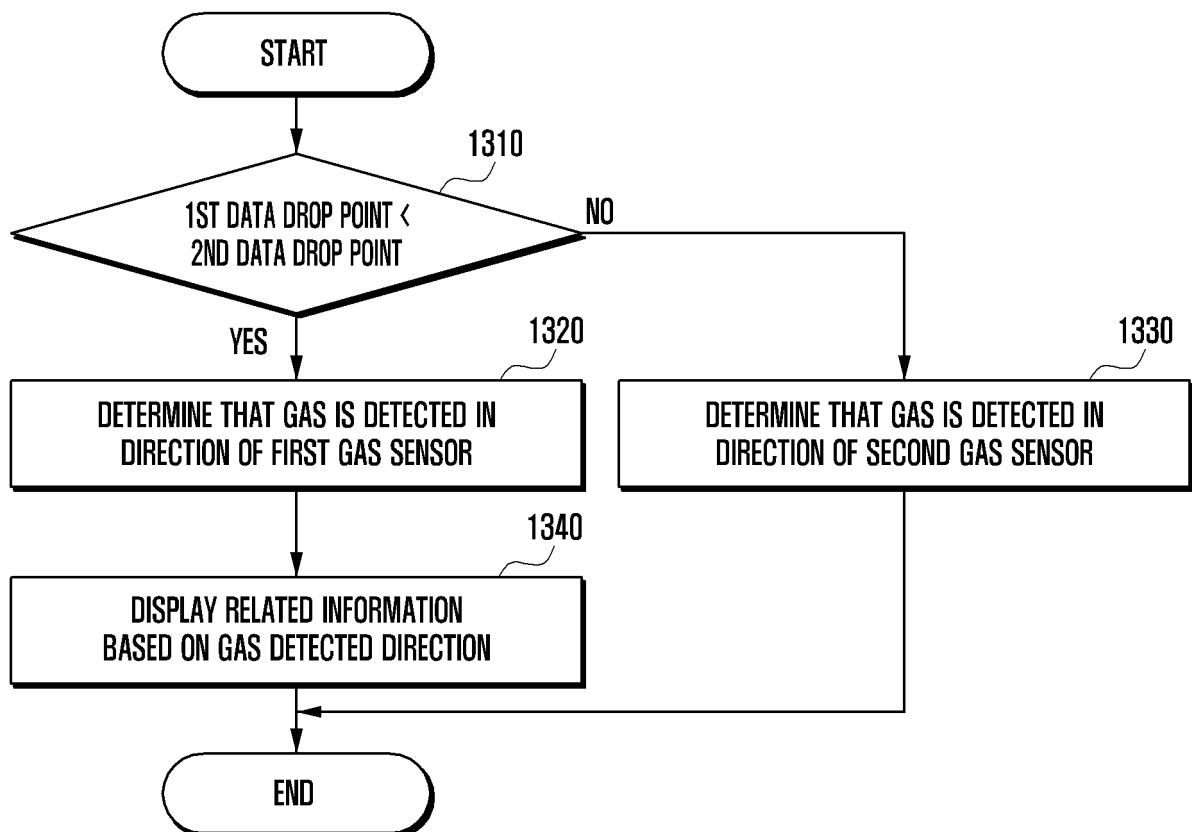 START
1310
1ST DATA DROP POINT <
2ND DATA DROP POINT
NO
YES
1320
DETERMINE THAT GAS IS DETECTED IN
DIRECTION OF FIRST GAS SENSOR
1330
DETERMINE THAT GAS IS DETECTED IN
DIRECTION OF SECOND GAS SENSOR
1340
DISPLAY RELATED INFORMATION
BASED ON GAS DETECTED DIRECTION
END